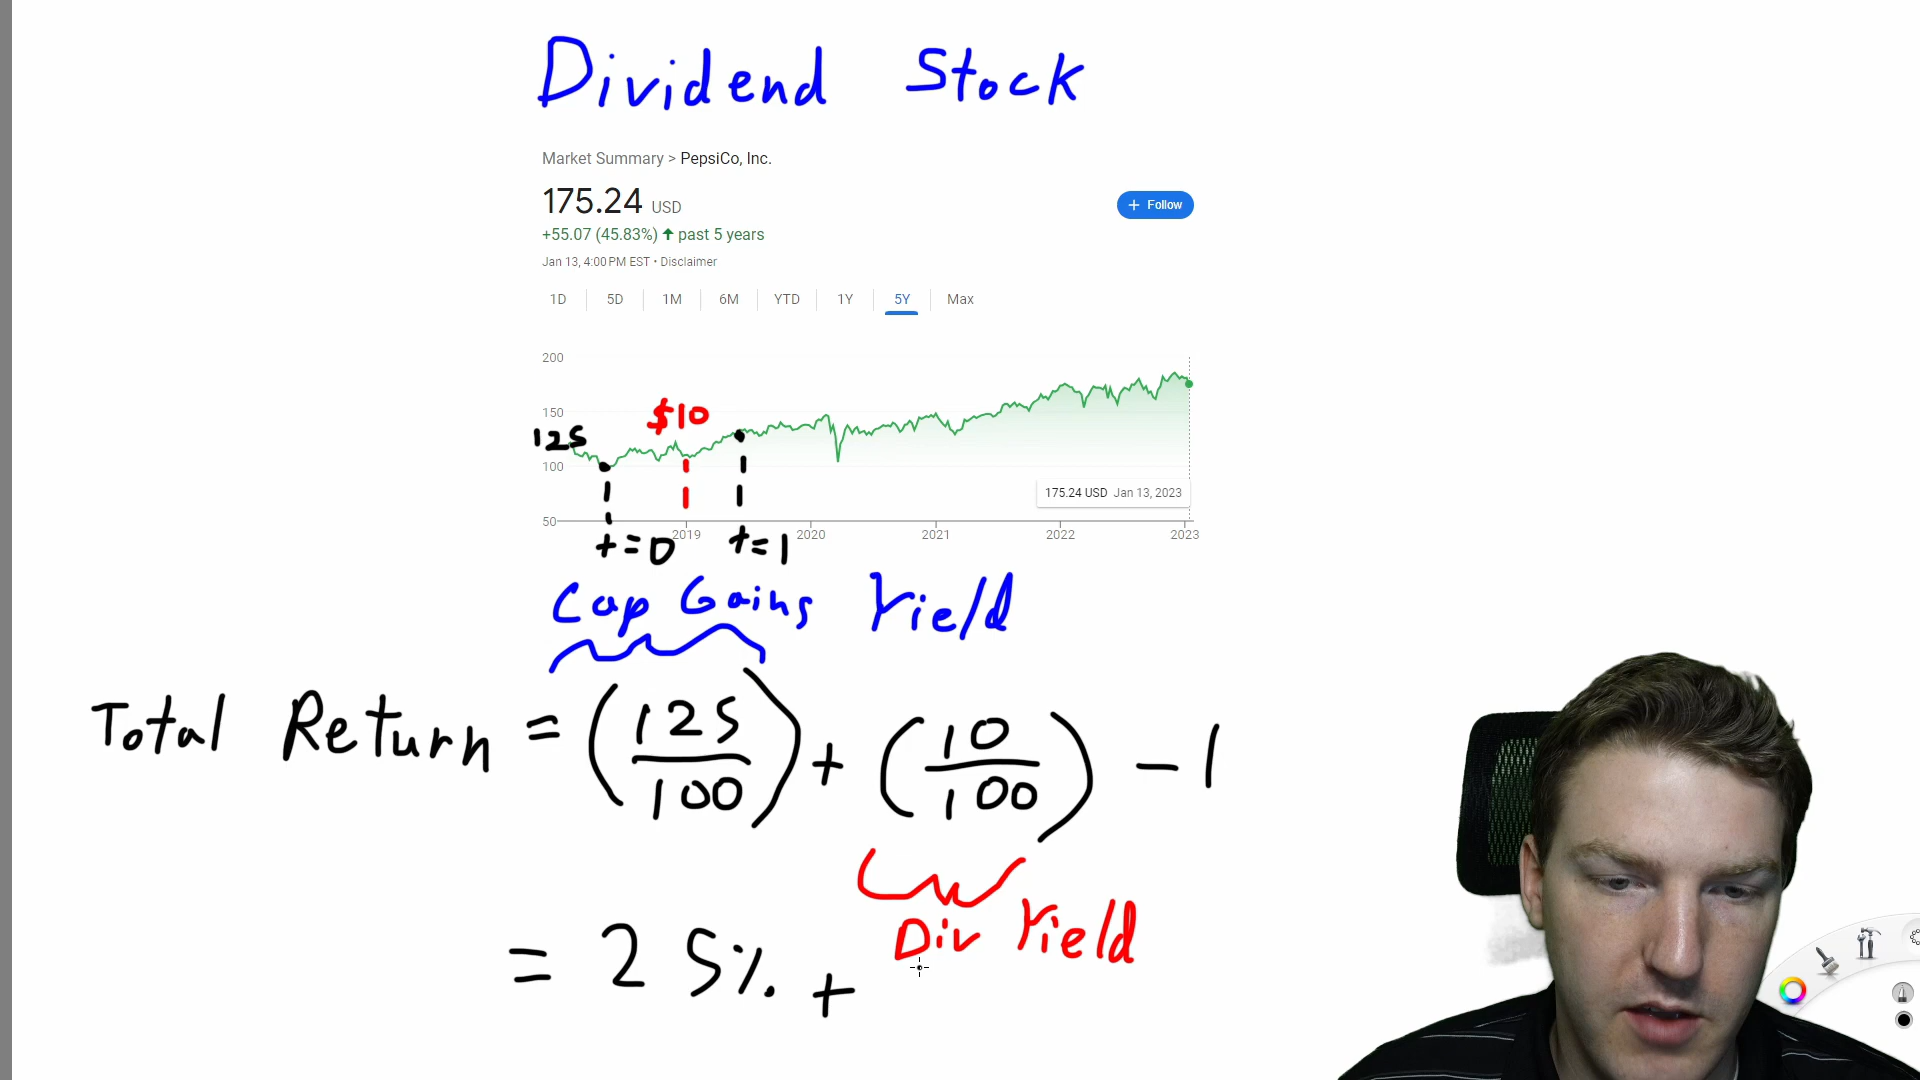 Dividend Stock
Market Summary > PepsiCo, Inc.
175.24 USD
+ Follow
+55.07 (45.83%) ↑ past 5 years
Jan 13, 4:00 PM EST • Disclaimer
1D 5D 1M 6M YTD 1Y 5Y Max
200
150
$10
125
100
175.24 USD Jan 13, 2023
50
2019 2020 2021 2022 2023
t=0 t=1
Cap Gains Yield
Total Return = (125/100) + (10/100) - 1
Div Yield
= 25% +